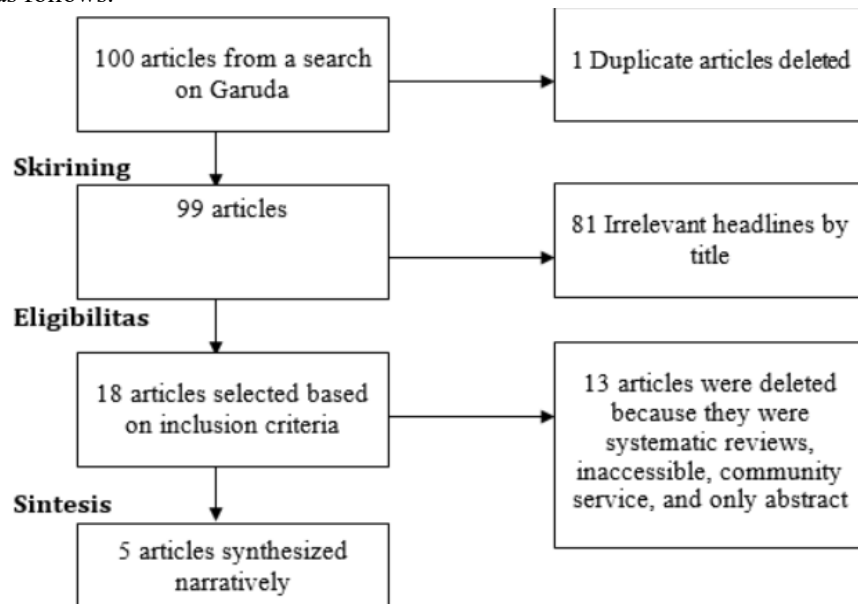 as follows.
100 articles from a search
on Garuda
1 Duplicate articles deleted
Skirining
99 articles
81 Irrelevant headlines by
title
Eligibilitas
18 articles selected based
on inclusion criteria
13 articles were deleted
because they were
systematic reviews,
inaccessible, community
service, and only abstract
Sintesis
5 articles synthesized
narratively